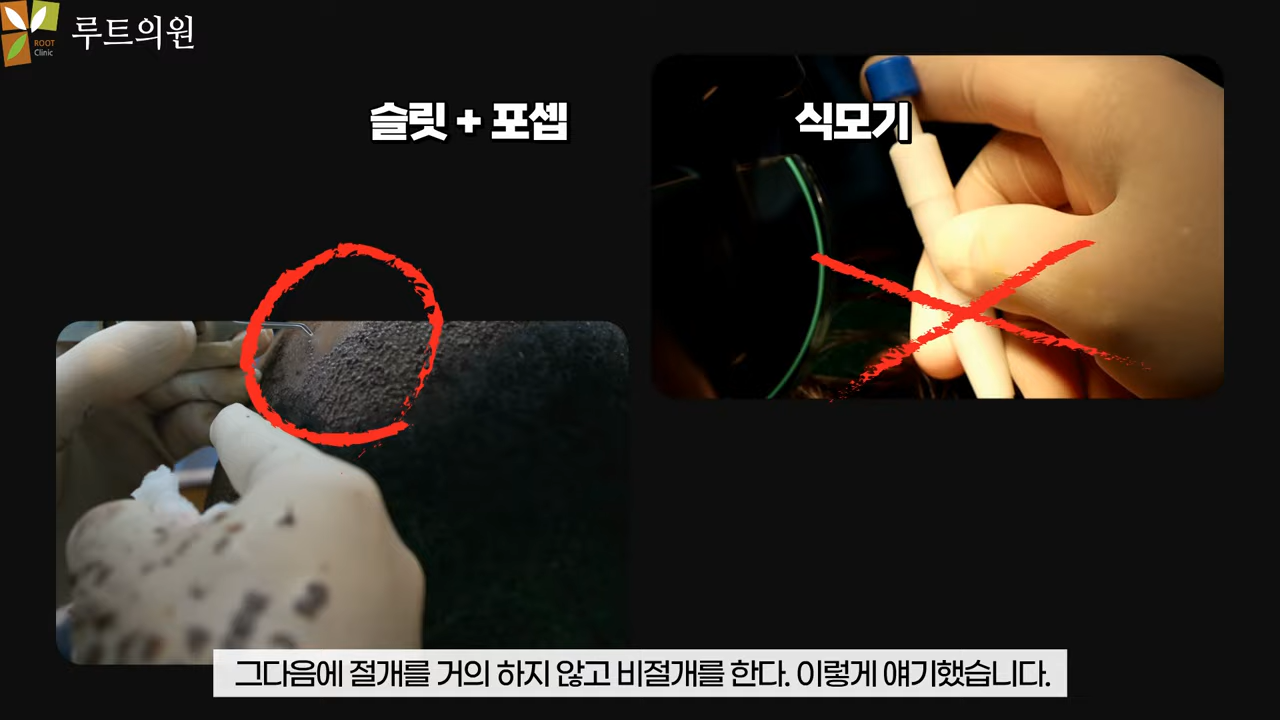 ROOT
Clinic
루트의원
슬릿 + 포셉
식모기
그다음에 절개를 거의 하지 않고 비절개를 한다. 이렇게 얘기했습니다.